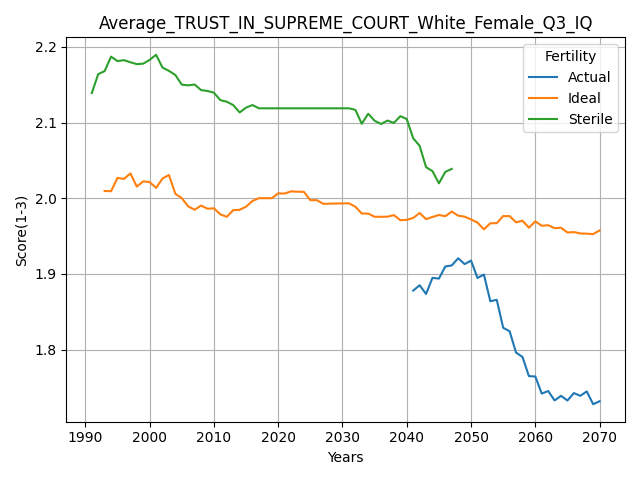 Average_TRUST_IN_SUPREME_COURT_White_Female_Q3_IQ
Fertility
Actual
Ideal
Sterile
Score(1-3)
2.2
2.1
2.0
1.9
1.8
1990 2000 2010 2020 2030 2040 2050 2060 2070
Years